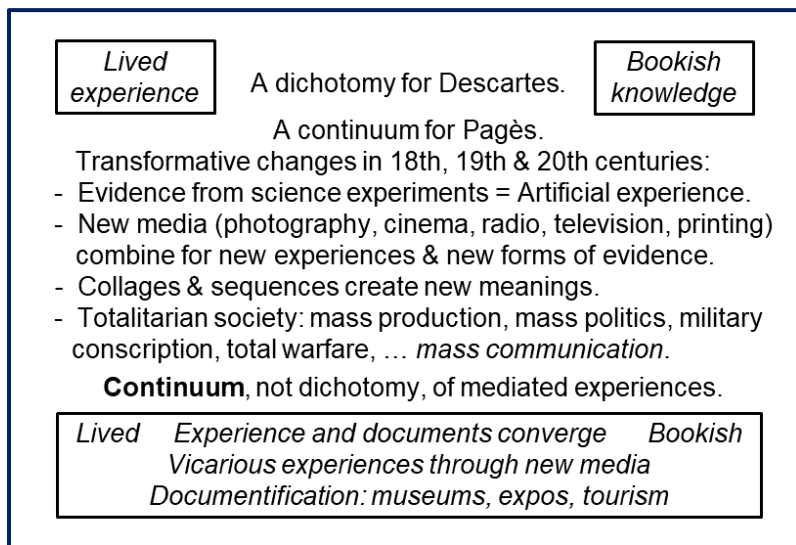 Lived experience
A dichotomy for Descartes.
Bookish knowledge
A continuum for Pagès.
Transformative changes in 18th, 19th & 20th centuries:
- Evidence from science experiments = Artificial experience.
- New media (photography, cinema, radio, television, printing)
combine for new experiences & new forms of evidence.
- Collages & sequences create new meanings.
- Totalitarian society: mass production, mass politics, military
conscription, total warfare, … mass communication.
Continuum, not dichotomy, of mediated experiences.
Lived Experience and documents converge Bookish
Vicarious experiences through new media
Documentification: museums, expos, tourism